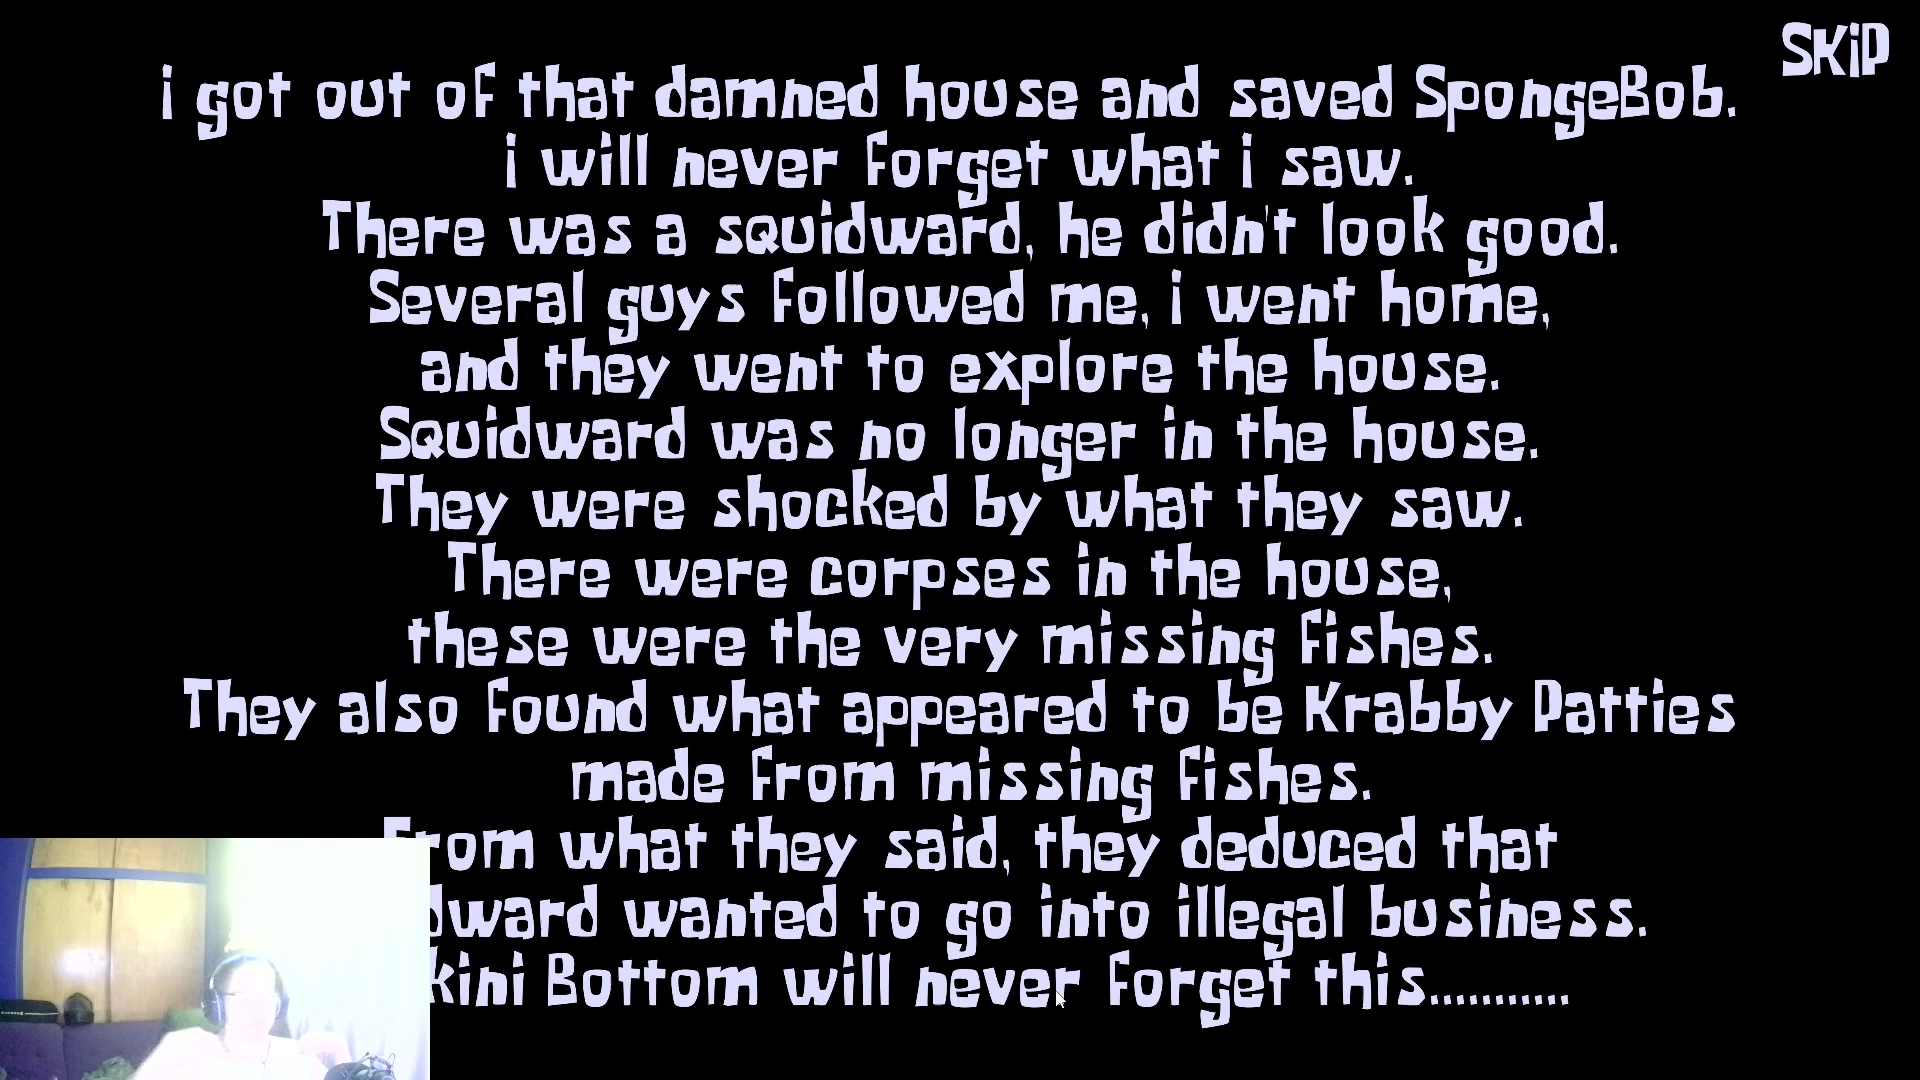 SKiP
i got out of that damned house and saved SpongeBob.
i will never forget what i saw.
There was a squidward, he didn't look good.
Several guys followed me, i went home,
and they went to explore the house.
Squidward was no longer in the house.
They were shocked by what they saw.
There were corpses in the house,
these were the very missing fishes.
They also found what appeared to be Krabby Patties
made from missing fishes.
From what they said, they deduced that
dward wanted to go into illegal business.
kini Bottom will never forget this...........